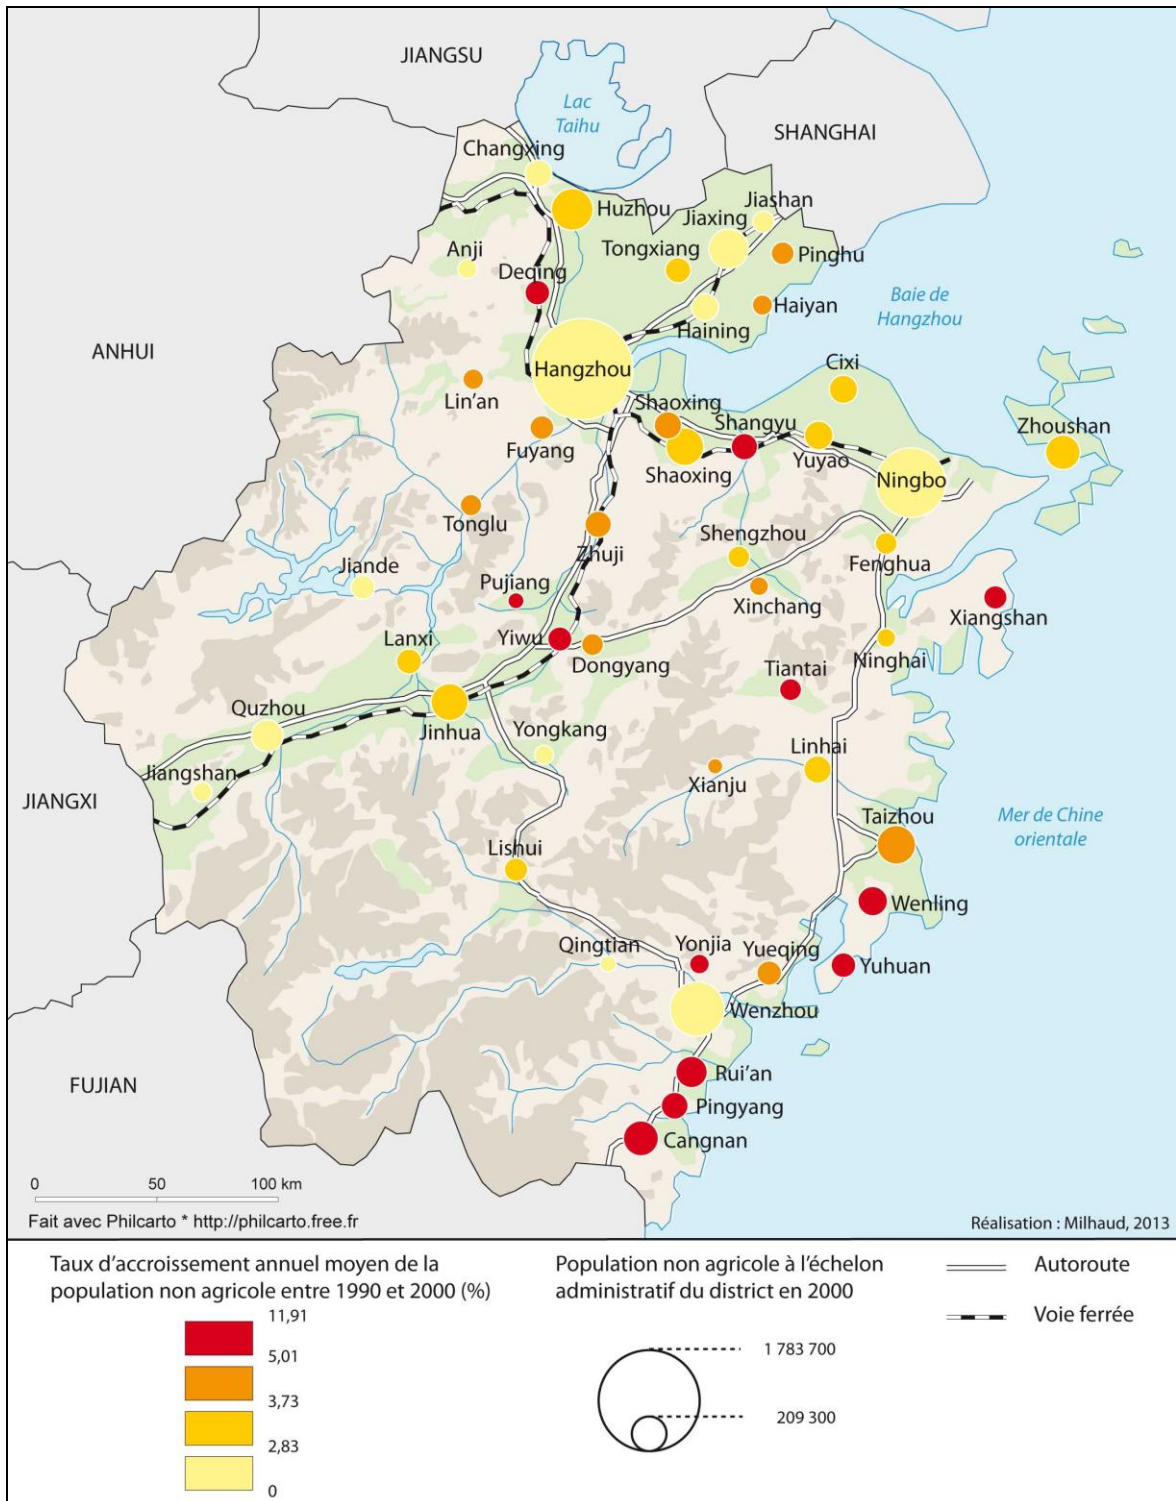 JIANGSU
Lac
Taihu
SHANGHAI
Changxing
Huzhou
Jiashan
Jiaxing
Tongxiang
Pinghu
Anji
Deqing
Haiyan
Baie de
Hangzhou
Haining
ANHUI
Hangzhou
Cixi
Lin'an
Shaoxing
Shangyu
Zhoushan
Fuyang
Yuyao
Shaoxing
Ningbo
Tonglu
Zhuji
Shengzhou
Fenghua
Jiande
Pujiang
Xinchang
Xiangshan
Lanxi
Yiwu
Dongyang
Ninghai
Tiantai
Quzhou
Jinhua
Yongkang
Linhai
Jiangshan
Xianju
JIANGXI
Taizhou
Mer de Chine
orientale
Lishui
Wenling
Qingtian
Yonjia
Yueqing
Yuhuan
Wenzhou
FUJIAN
Rui'an
Pingyang
Cangnan
0 50 100 km
Fait avec Philcarto * http://philcarto.free.fr
Réalisation : Milhaud, 2013
Taux d'accroissement annuel moyen de la
population non agricole entre 1990 et 2000 (%)
11,91
5,01
3,73
2,83
0
Population non agricole à l'échelon
administratif du district en 2000
1 783 700
209 300
Autoroute
Voie ferrée